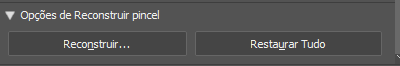 Opções de Reconstruir pincel
Reconstruir... Restaurar Tudo